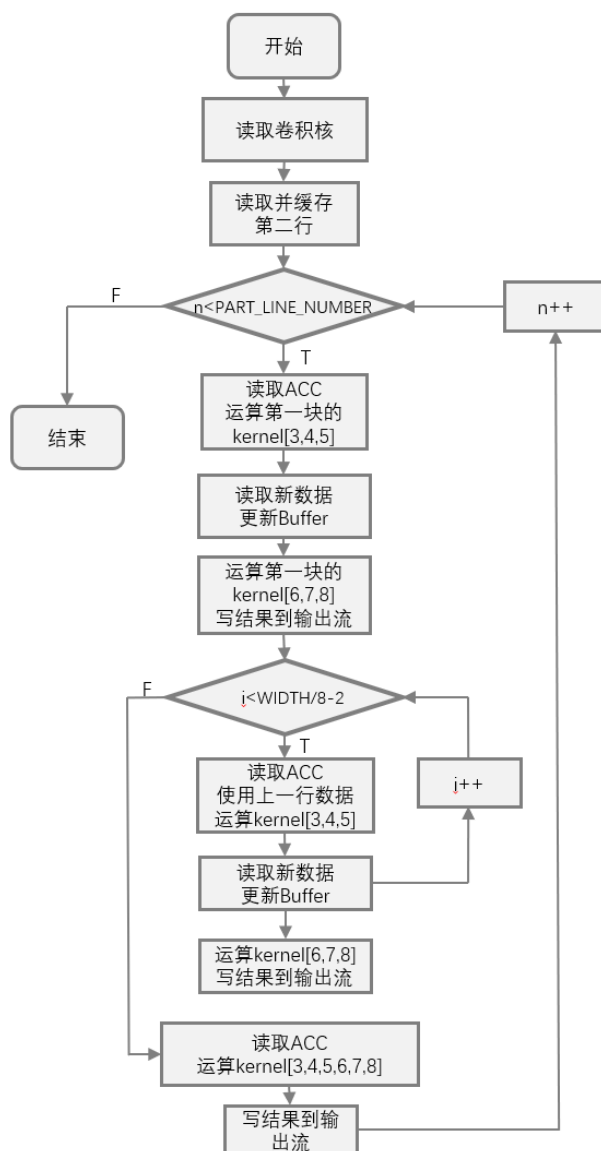 开始
读取卷积核
读取并缓存
第二行
F
n<PART_LINE_NUMBER
n++
T
读取ACC
运算第一块的
kernel[3,4,5]
结束
读取新数据
更新Buffer
运算第一块的
kernel[6,7,8]
写结果到输出流
F
i<WIDTH/8-2
T
读取ACC
使用上一行数据
运算kernel[3,4,5]
i++
读取新数据
更新Buffer
运算kernel[6,7,8]
写结果到输出流
读取ACC
运算kernel[3,4,5,6,7,8]
写结果到输
出流